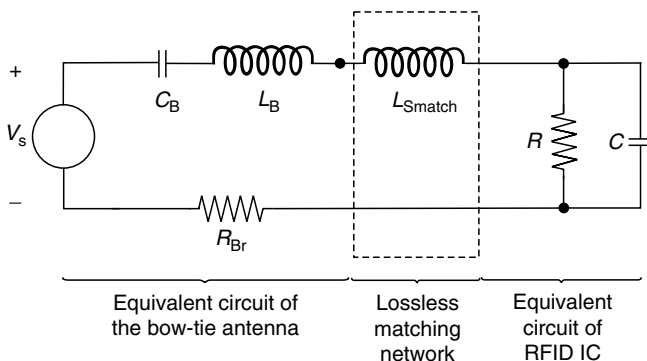 +
V_s
−
C_B
L_B
L_Smatch
R
C
R_Br
Equivalent circuit of
the bow-tie antenna
Lossless
matching
network
Equivalent
circuit of
RFID IC